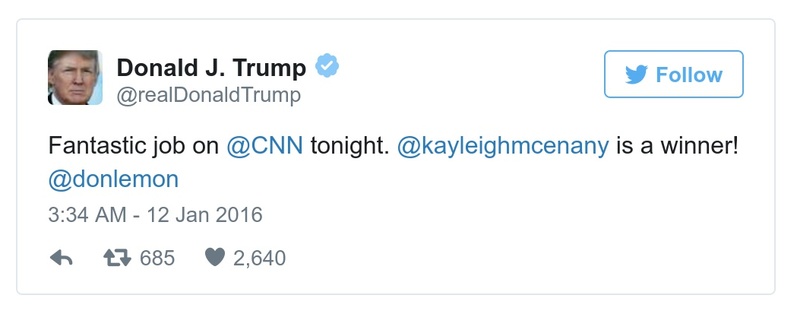 Donald J. Trump
@realDonaldTrump
Follow
Fantastic job on @CNN tonight. @kayleighmcenany is a winner!
@donlemon
3:34 AM - 12 Jan 2016
685 2,640